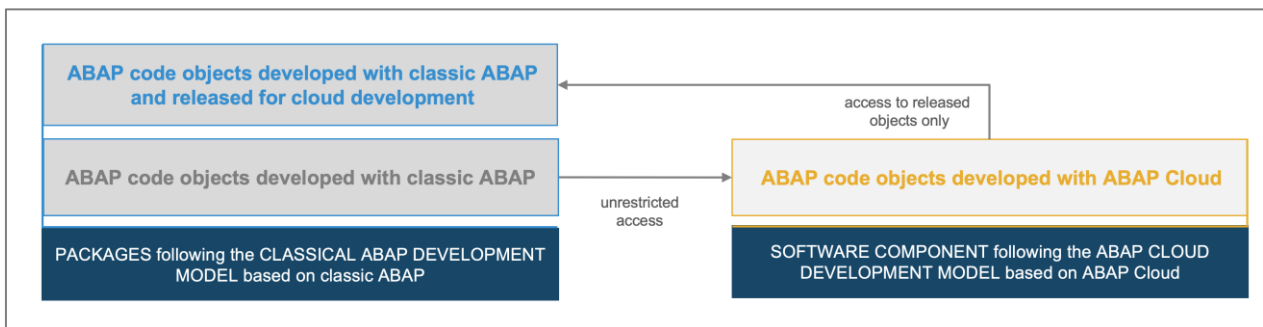 ABAP code objects developed with classic ABAP
and released for cloud development
access to released
objects only
ABAP code objects developed with classic ABAP
unrestricted
access
ABAP code objects developed with ABAP Cloud
PACKAGES following the CLASSICAL ABAP DEVELOPMENT
MODEL based on classic ABAP
SOFTWARE COMPONENT following the ABAP CLOUD
DEVELOPMENT MODEL based on ABAP Cloud